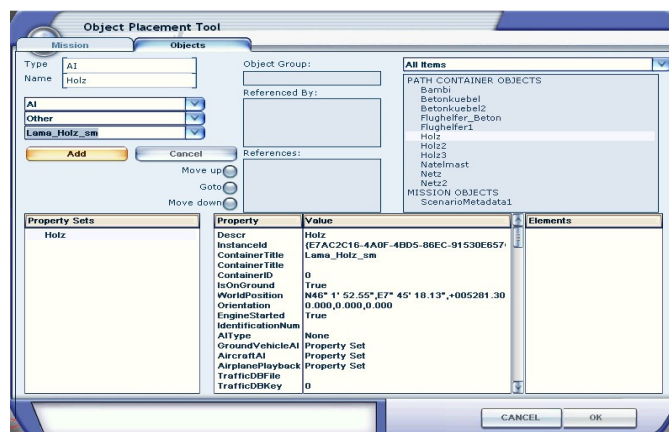 Object Placement Tool
Mission Objects
Type AI
Name Holz
AI
Other
Lama_Holz_sm
Add Cancel
Move up
Goto
Move down
Object Group:
Referenced By:
References:
All Items
PATH CONTAINER OBJECTS
Bambi
Betonkuebel
Betonkuebel2
Flughelfer_Beton
Flughelfer1
Holz
Holz2
Holz3
Natelmast
Netz
Netz2
MISSION OBJECTS
ScenarioMetadata1
Property Sets
Holz
Property Value
Descr Holz
InstanceId {E7AC2C16-4A0F-4BD5-86EC-91530E657
ContainerTitle Lama_Holz_sm
ContainerTitle
ContainerID 0
IsOnGround True
WorldPosition N46° 1' 52.55",E7° 45' 18.13",+005281.30
Orientation 0.000,0.000,0.000
EngineStarted True
IdentificationNum
AIType None
GroundVehicleAI Property Set
AircraftAI Property Set
AirplanePlayback Property Set
TrafficDBFile
TrafficDBKey 0
Elements
CANCEL OK